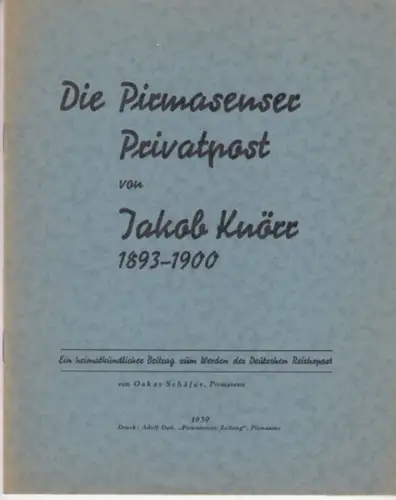 Die Pirmasenser
Privatpost
von
Jakob Knörr
1893-1900
Ein heimatkündlicher Beitrag zum Werden der Deutschen Reichspost
von Oskar Schäfer, Pirmasens
1939
Druck: Adolf Deil, „Pirmasenser Zeitung“, Pirmasens